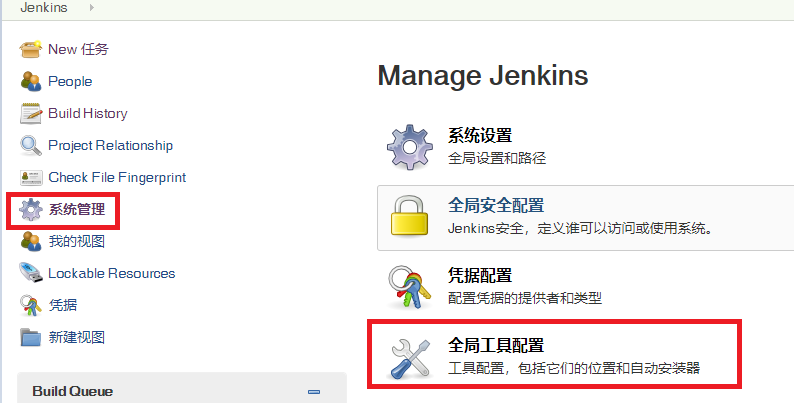 Jenkins
New 任务
People
Build History
Project Relationship
Check File Fingerprint
系统管理
我的视图
Lockable Resources
凭据
新建视图
Build Queue
Manage Jenkins
系统设置
全局设置和路径
全局安全配置
Jenkins安全，定义谁可以访问或使用系统。
凭据配置
配置凭据的提供者和类型
全局工具配置
工具配置，包括它们的位置和自动安装器